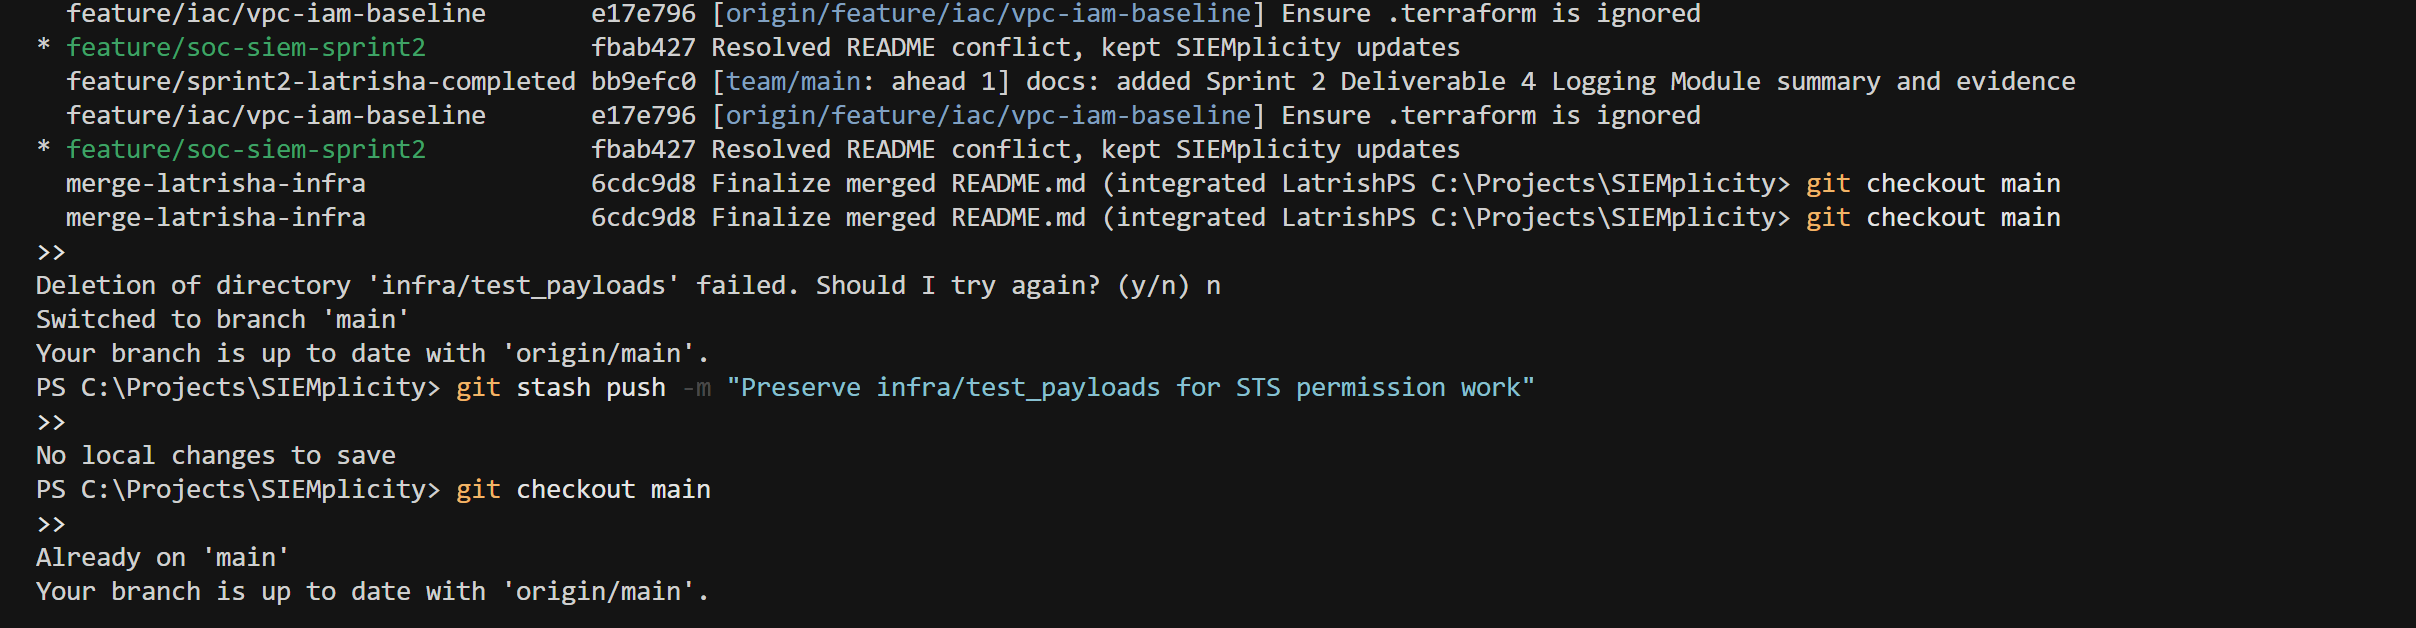 feature/iac/vpc-iam-baseline       e17e796 [origin/feature/iac/vpc-iam-baseline] Ensure .terraform is ignored
* feature/soc-siem-sprint2           fbab427 Resolved README conflict, kept SIEMplicity updates
  feature/sprint2-latrisha-completed bb9efc0 [team/main: ahead 1] docs: added Sprint 2 Deliverable 4 Logging Module summary and evidence
  feature/iac/vpc-iam-baseline       e17e796 [origin/feature/iac/vpc-iam-baseline] Ensure .terraform is ignored
* feature/soc-siem-sprint2           fbab427 Resolved README conflict, kept SIEMplicity updates
  merge-latrisha-infra               6cdc9d8 Finalize merged README.md (integrated LatrishPS C:\Projects\SIEMplicity> git checkout main
  merge-latrisha-infra               6cdc9d8 Finalize merged README.md (integrated LatrishPS C:\Projects\SIEMplicity> git checkout main
>>
Deletion of directory 'infra/test_payloads' failed. Should I try again? (y/n) n
Switched to branch 'main'
Your branch is up to date with 'origin/main'.
PS C:\Projects\SIEMplicity> git stash push -m "Preserve infra/test_payloads for STS permission work"
>>
No local changes to save
PS C:\Projects\SIEMplicity> git checkout main
>>
Already on 'main'
Your branch is up to date with 'origin/main'.